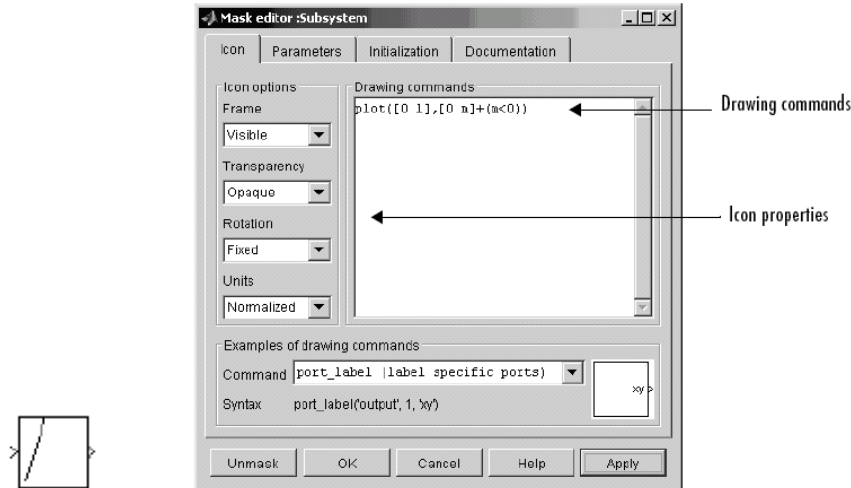 Mask editor :Subsystem
Icon Parameters Initialization Documentation
Icon options
Frame
Visible
Transparency
Opaque
Rotation
Fixed
Units
Normalized
Drawing commands
plot([0 1],[0 m]+(m<0))
Drawing commands
Icon properties
Examples of drawing commands
Command port_label |label specific ports)
Syntax port_label('output', 1, 'xy')
xy
Unmask OK Cancel Help Apply